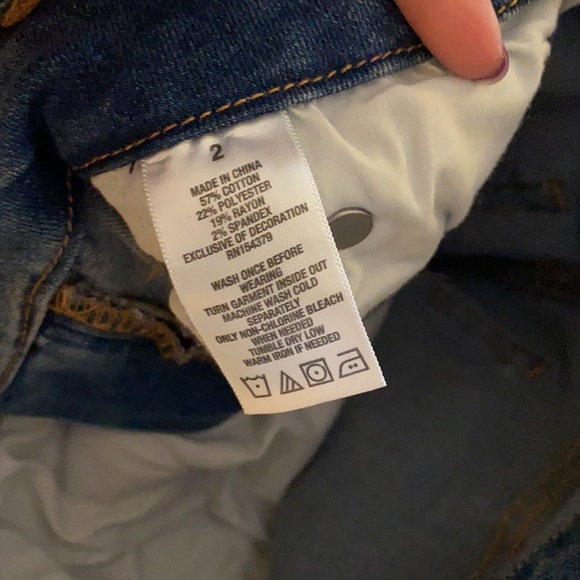 2
MADE IN CHINA
57% COTTON
22% POLYESTER
19% RAYON
2% SPANDEX
EXCLUSIVE OF DECORATION
RN154379
WASH ONCE BEFORE
WEARING
TURN GARMENT INSIDE OUT
MACHINE WASH COLD
SEPARATELY
ONLY NON-CHLORINE BLEACH
WHEN NEEDED
TUMBLE DRY LOW
WARM IRON IF NEEDED